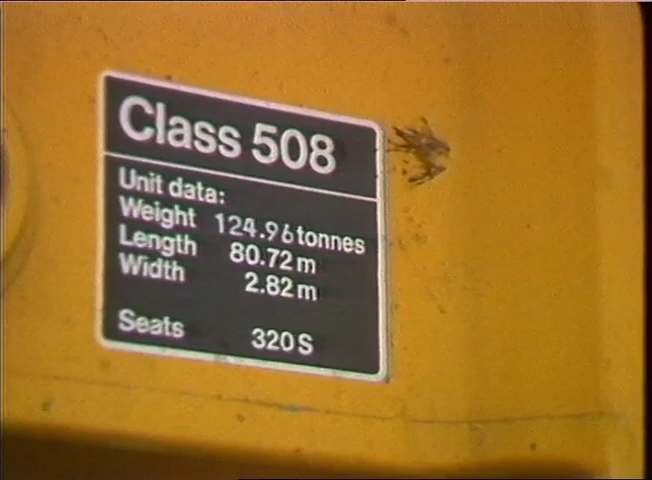 Class 508
Unit data:
Weight 124.96 tonnes
Length 80.72 m
Width 2.82 m
Seats 320 S